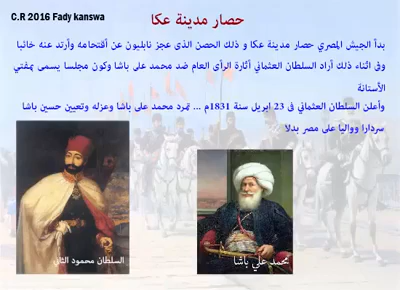 C.R 2016 Fady kanswa
حصار مدينة عكا
بدأ الجيش المصري حصار مدينة عكا و ذلك الحصن الذى عجز نابليون عن أقتحامه وأرتد عنه خائبا
وفى اثناء ذلك أراد السلطان العثماني أثارة الرأى العام ضد محمد على باشا وكون مجلسا يسمى بمفتي
الأستانة
وأعلن السلطان العثماني فى 23 ابريل سنة 1831م ... تمرد محمد على باشا وعزله وتعيين حسين باشا
سردارا وواليا على مصر بدلا
السلطان محمود الثاني
محمد علي باشا